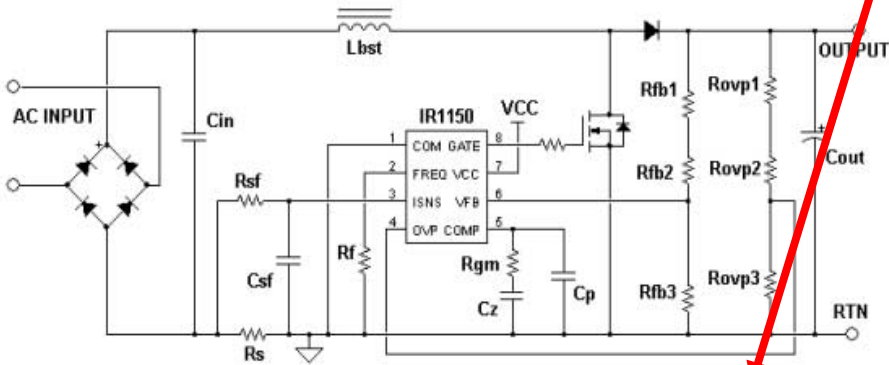 Lbst
OUTPUT
AC INPUT
Cin
IR1150
VCC
Rfb1
Rovp1
1 COM GATE 8
2 FREQ VCC 7
3 ISNS VFB 6
4 OVP COMP 5
+
+
Cout
Rfb2
Rovp2
Rsf
Csf
Rf
Rgm
Cz
Cp
Rfb3
Rovp3
RTN
Rs